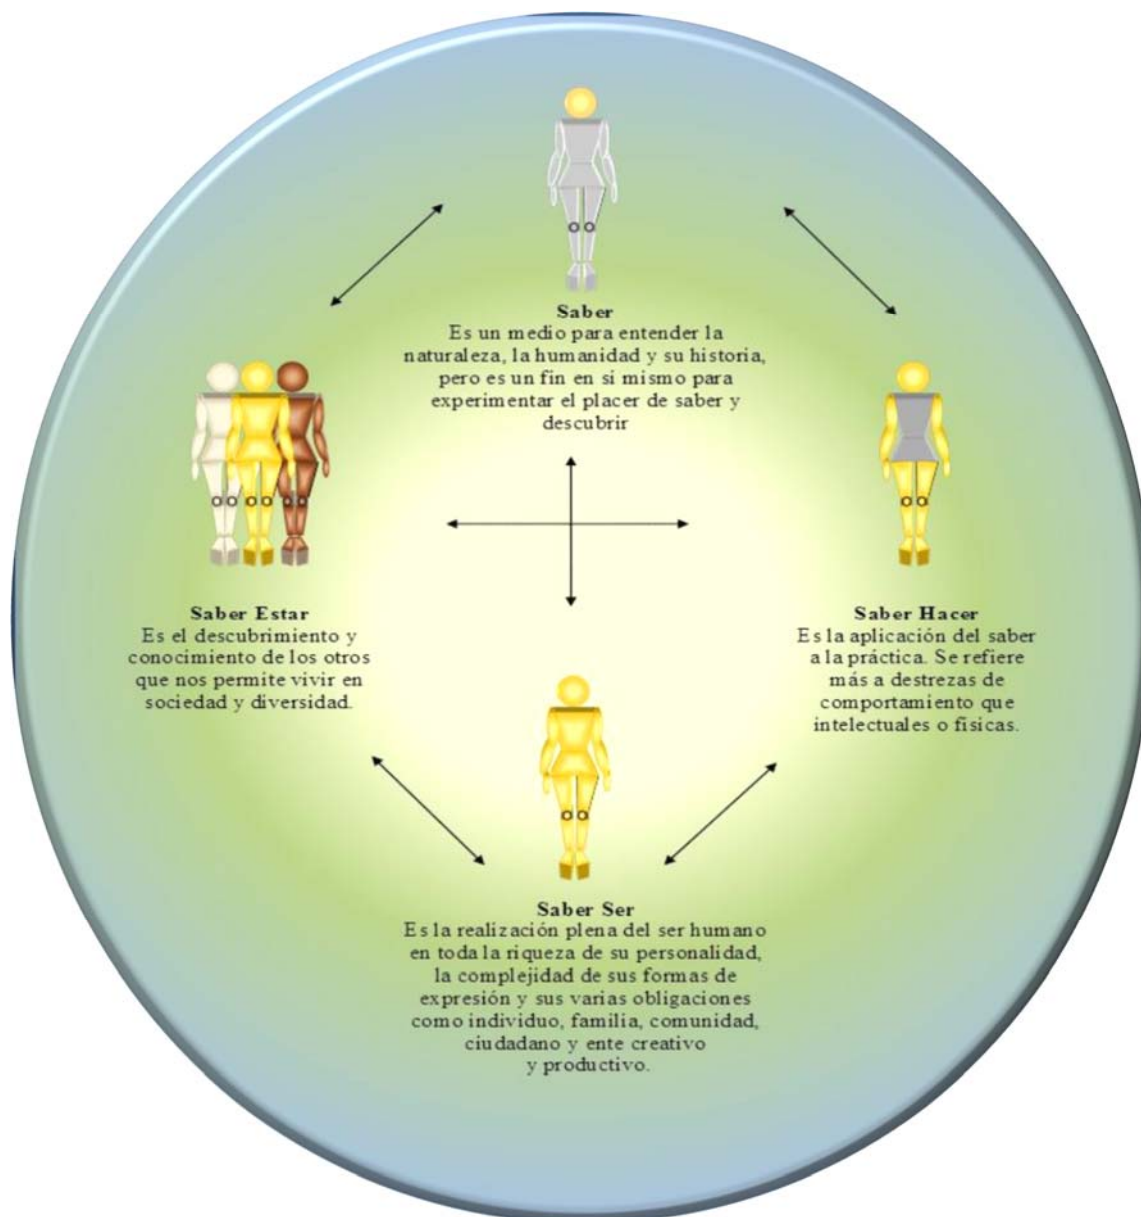 Saber
Es un medio para entender la
naturaleza, la humanidad y su historia,
pero es un fin en si mismo para
experimentar el placer de saber y
descubrir
Saber Estar
Es el descubrimiento y
conocimiento de los otros
que nos permite vivir en
sociedad y diversidad.
Saber Hacer
Es la aplicación del saber
a la práctica. Se refiere
más a destrezas de
comportamiento que
intelectuales o físicas.
Saber Ser
Es la realización plena del ser humano
en toda la riqueza de su personalidad,
la complejidad de sus formas de
expresión y sus varias obligaciones
como individuo, familia, comunidad,
ciudadano y ente creativo
y productivo.